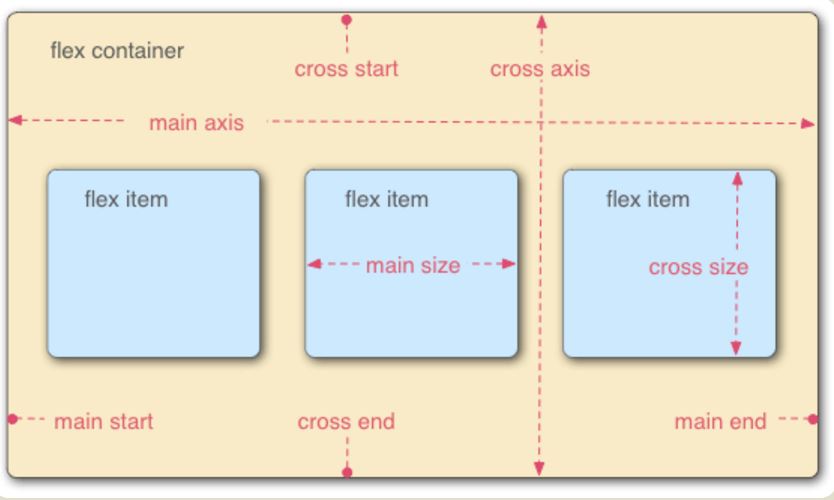 flex container
cross start
cross axis
main axis
flex item
flex item
flex item
main size
cross size
main start
cross end
main end